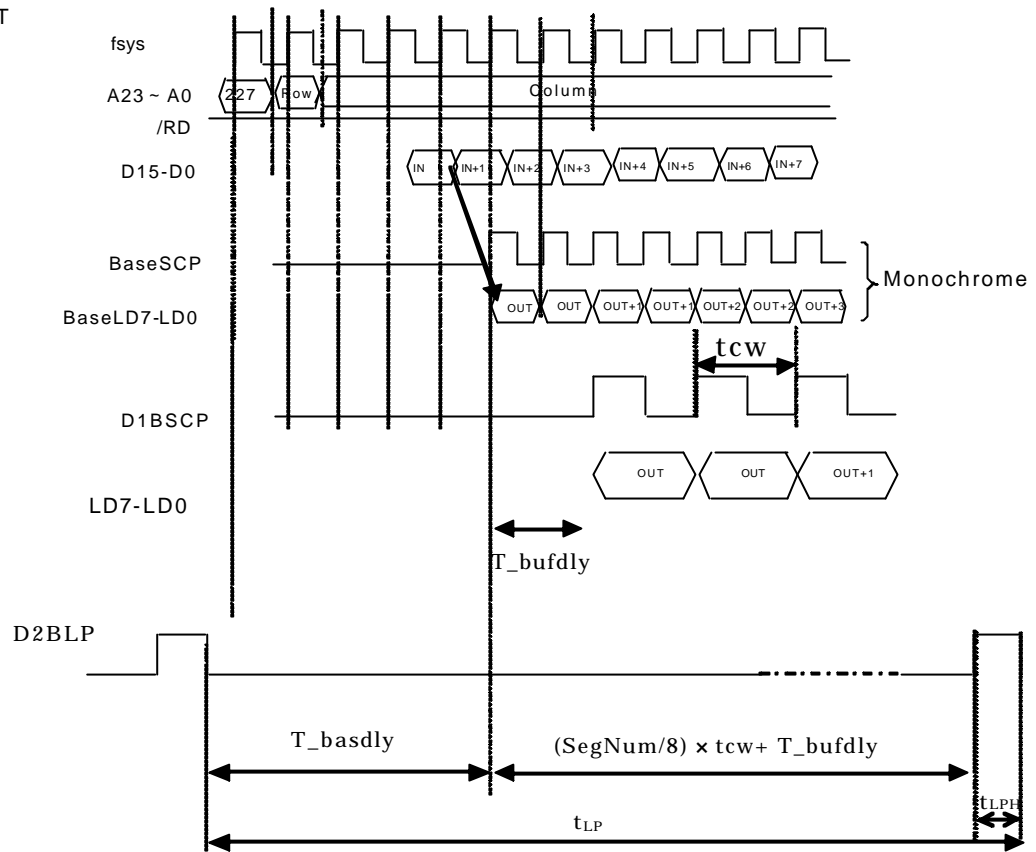 T
fsys
A23 ~ A0 227 Row Column
/RD
D15-D0 IN IN+1 IN+2 IN+3 IN+4 IN+5 IN+6 IN+7
BaseSCP
Monochrome
BaseLD7-LD0 OUT OUT OUT+1 OUT+1 OUT+2 OUT+2 OUT+3
tcw
D1BSCP
OUT OUT OUT+1
LD7-LD0
T_bufdly
D2BLP
T_basdly (SegNum/8) × tcw+ T_bufdly
tLPH
tLP